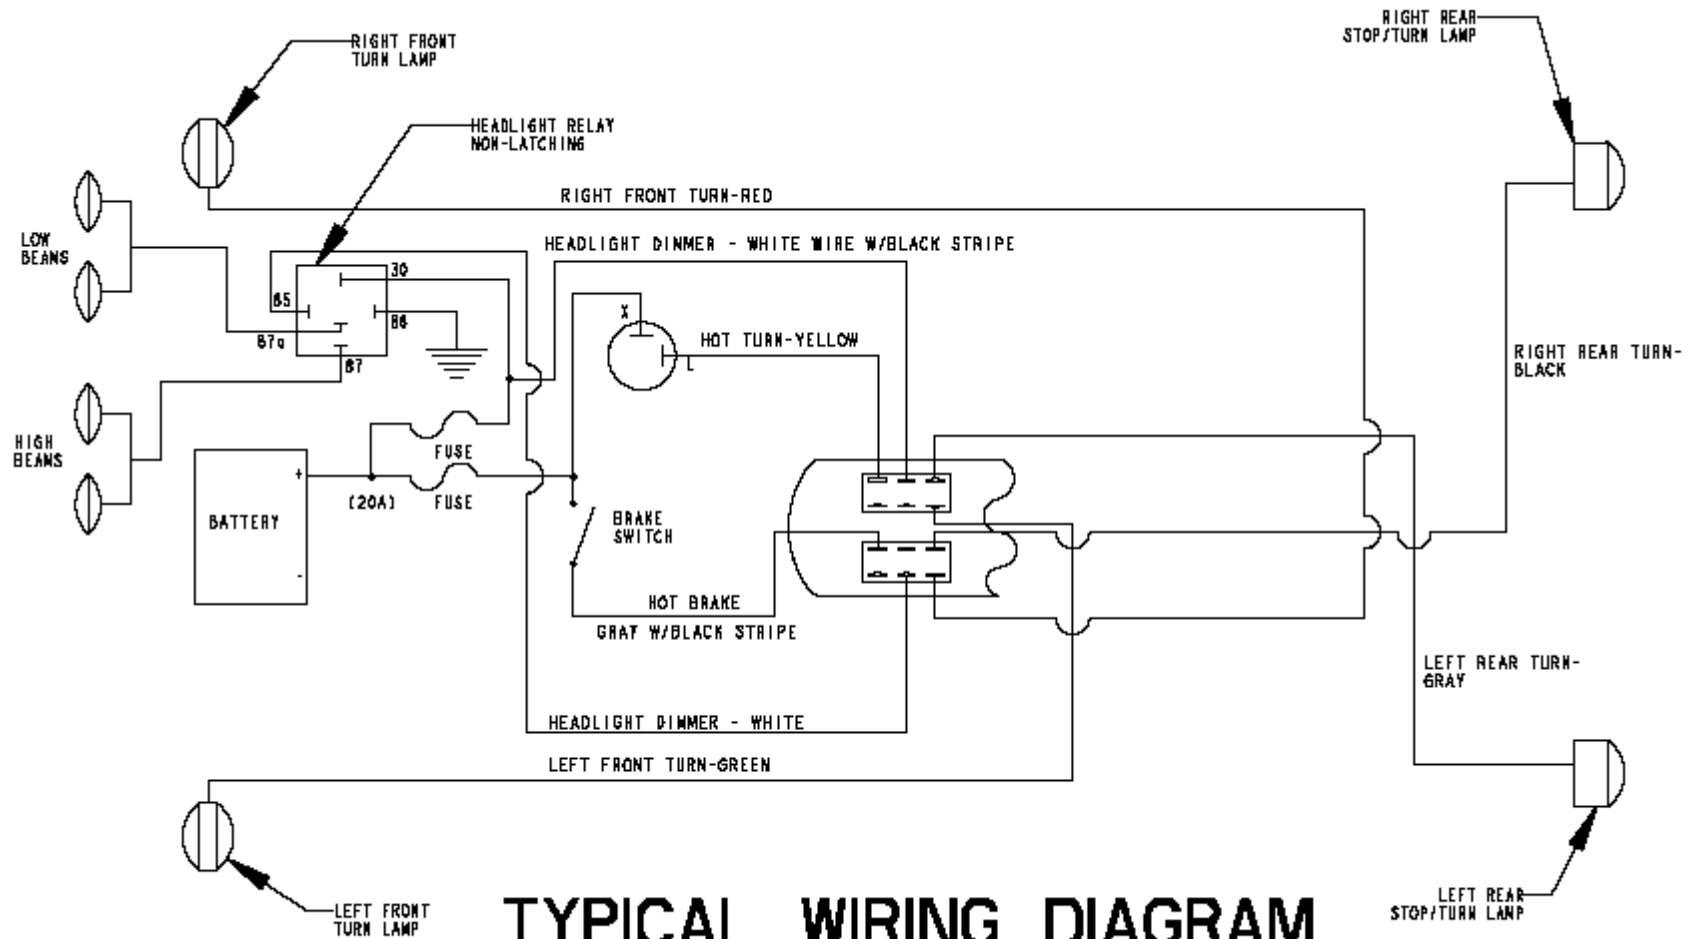 RIGHT REAR
STOP/TURN LAMP
RIGHT FRONT
TURN LAMP
HEADLIGHT RELAY
NON-LATCHING
RIGHT FRONT TURN-RED
LOW
BEANS
HEADLIGHT DIMMER - WHITE WIRE W/BLACK STRIPE
30
85
86
87a
87
X
L
HOT TURN-YELLOW
RIGHT REAR TURN-
BLACK
HIGH
BEANS
FUSE
+
(20A)
FUSE
BATTERY
-
BRAKE
SWITCH
HOT BRAKE
GRAY W/BLACK STRIPE
LEFT REAR TURN-
GRAY
HEADLIGHT DIMMER - WHITE
LEFT FRONT TURN-GREEN
LEFT REAR
STOP/TURN LAMP
LEFT FRONT
TURN LAMP
TYPICAL WIRING DIAGRAM